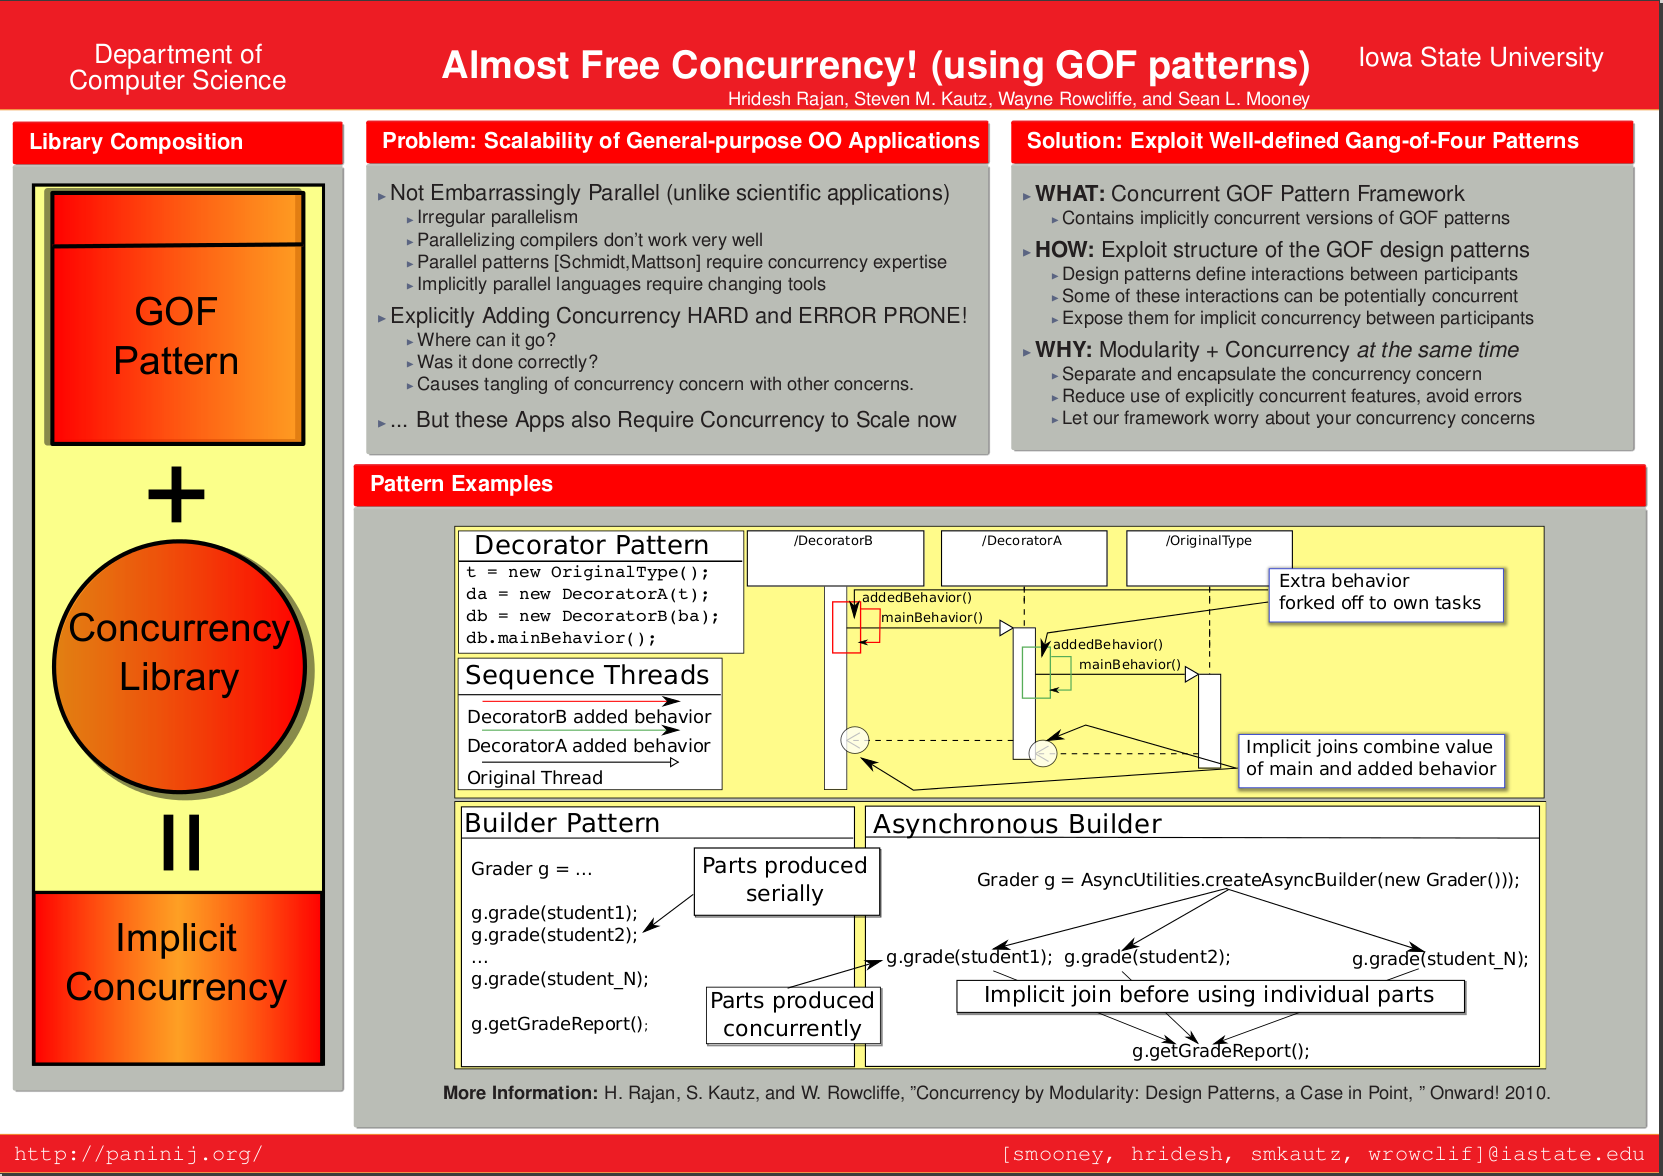 Department of
Computer Science
Almost Free Concurrency! (using GOF patterns)
Hridesh Rajan, Steven M. Kautz, Wayne Rowcliffe, and Sean L. Mooney
Iowa State University
Library Composition
GOF
Pattern
+
Concurrency
Library
=
Implicit
Concurrency
Problem: Scalability of General-purpose OO Applications
Not Embarrassingly Parallel (unlike scientific applications)
Irregular parallelism
Parallelizing compilers don't work very well
Parallel patterns [Schmidt,Mattson] require concurrency expertise
Implicitly parallel languages require changing tools
Explicitly Adding Concurrency HARD and ERROR PRONE!
Where can it go?
Was it done correctly?
Causes tangling of concurrency concern with other concerns.
... But these Apps also Require Concurrency to Scale now
Solution: Exploit Well-defined Gang-of-Four Patterns
WHAT: Concurrent GOF Pattern Framework
Contains implicitly concurrent versions of GOF patterns
HOW: Exploit structure of the GOF design patterns
Design patterns define interactions between participants
Some of these interactions can be potentially concurrent
Expose them for implicit concurrency between participants
WHY: Modularity + Concurrency at the same time
Separate and encapsulate the concurrency concern
Reduce use of explicitly concurrent features, avoid errors
Let our framework worry about your concurrency concerns
Pattern Examples
Decorator Pattern
t = new OriginalType();
da = new DecoratorA(t);
db = new DecoratorB(ba);
db.mainBehavior();
Sequence Threads
DecoratorB added behavior
DecoratorA added behavior
Original Thread
/DecoratorB
/DecoratorA
/OriginalType
addedBehavior()
mainBehavior()
addedBehavior()
mainBehavior()
Extra behavior
forked off to own tasks
Implicit joins combine value
of main and added behavior
Builder Pattern
Grader g = ...
g.grade(student1);
g.grade(student2);
...
g.grade(student_N);
g.getGradeReport();
Parts produced
serially
Parts produced
concurrently
Asynchronous Builder
Grader g = AsyncUtilities.createAsyncBuilder(new Grader()));
g.grade(student1);
g.grade(student2);
g.grade(student_N);
Implicit join before using individual parts
g.getGradeReport();
More Information: H. Rajan, S. Kautz, and W. Rowcliffe, "Concurrency by Modularity: Design Patterns, a Case in Point, " Onward! 2010.
http://paninij.org/
[smooney, hridesh, smkautz, wrowclif]@iastate.edu